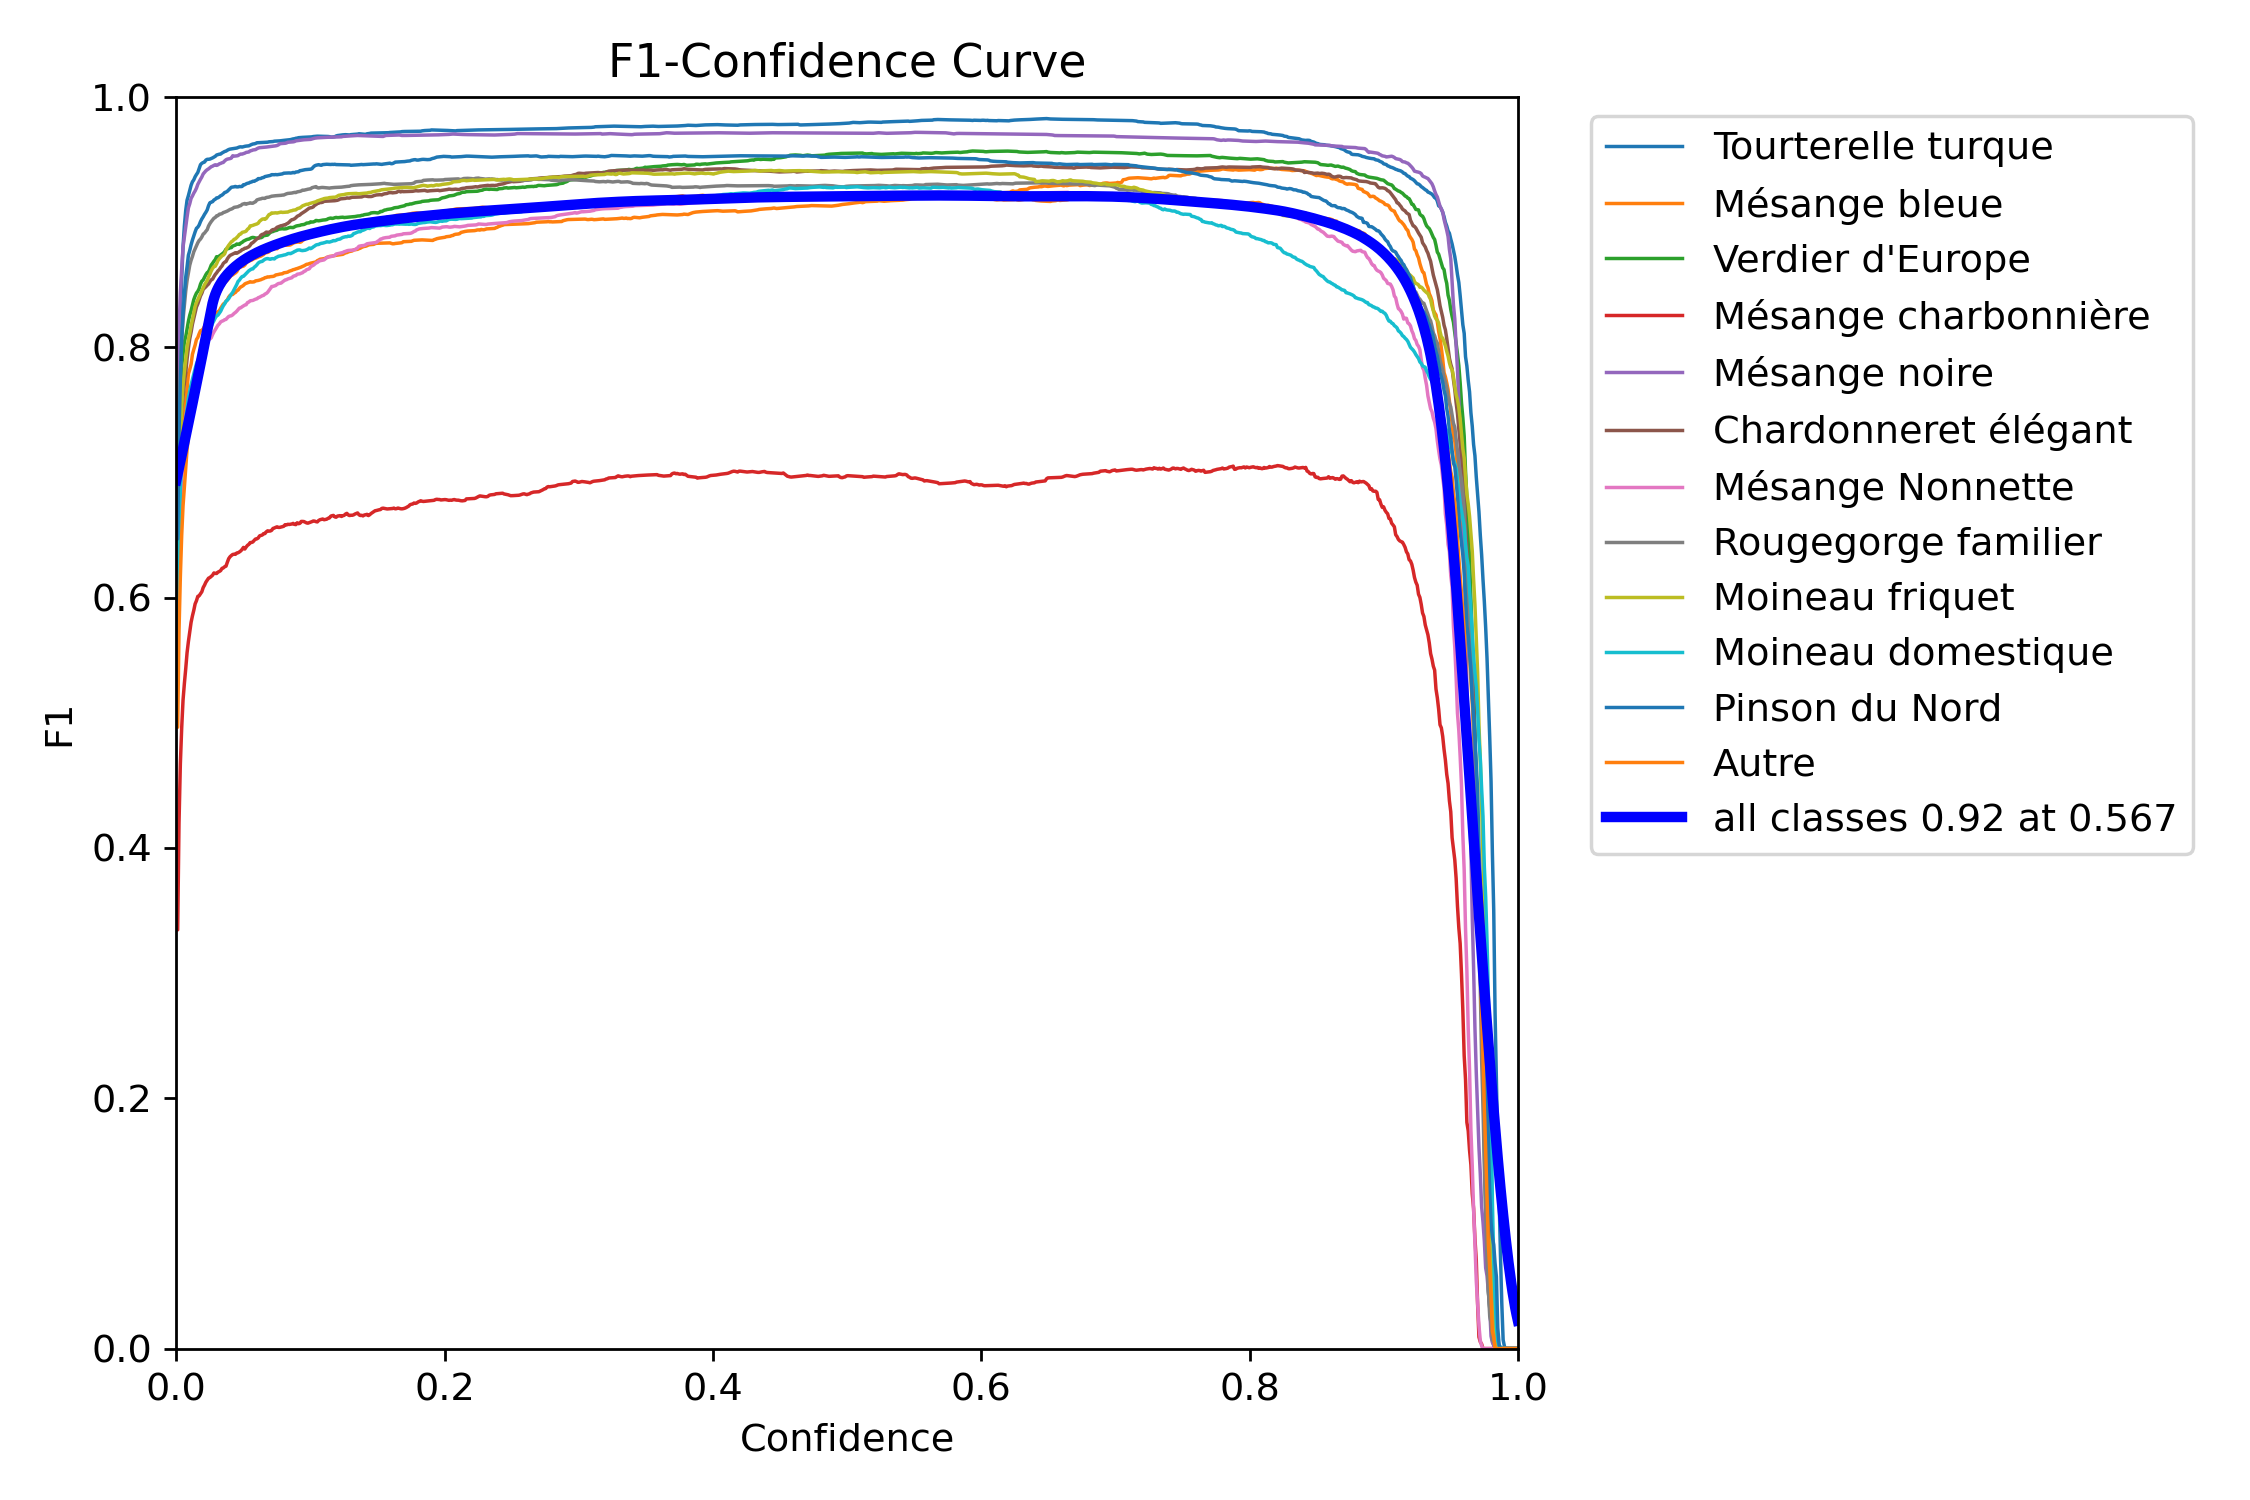 F1-Confidence Curve
1.0
0.8
0.6
0.4
0.2
0.0
F1
0.0 0.2 0.4 0.6 0.8 1.0
Confidence
Tourterelle turque
Mésange bleue
Verdier d'Europe
Mésange charbonnière
Mésange noire
Chardonneret élégant
Mésange Nonnette
Rougegorge familier
Moineau friquet
Moineau domestique
Pinson du Nord
Autre
all classes 0.92 at 0.567